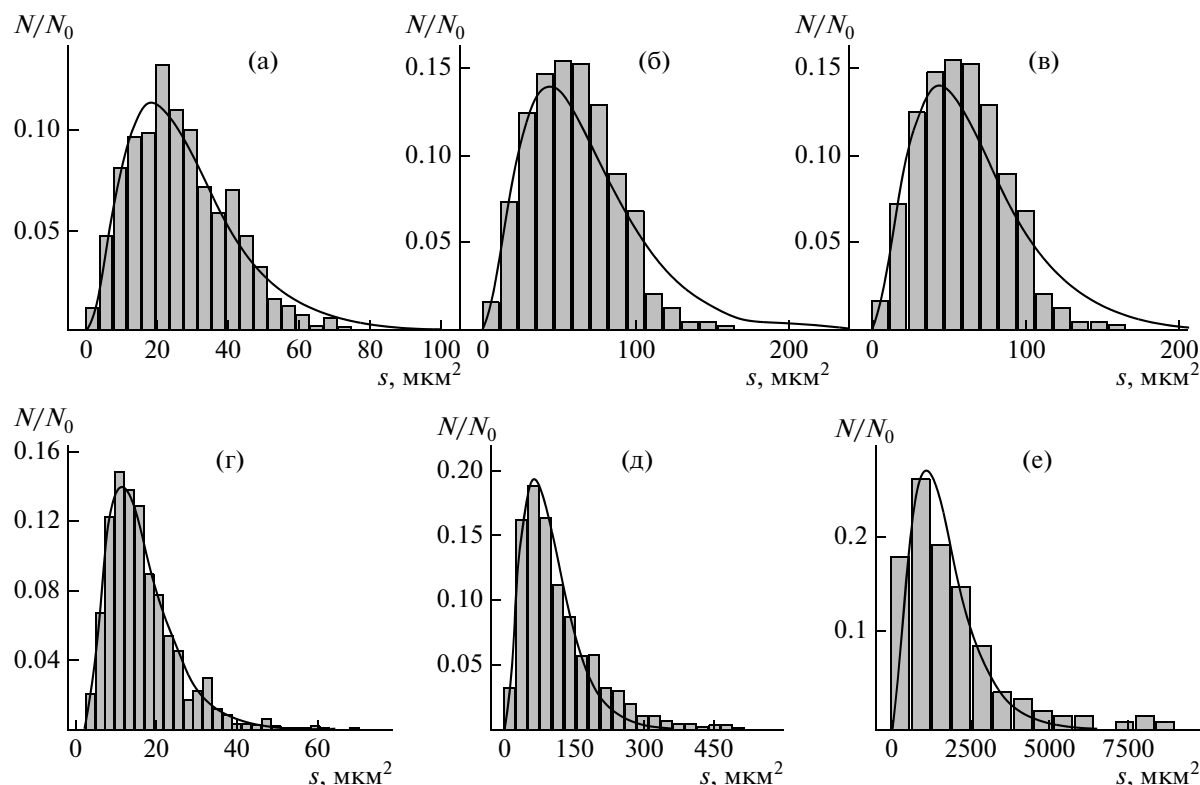 N/N₀ N/N₀ N/N₀
(а) (б) (в)
0.15 0.15
0.10 0.10 0.10
0.05 0.05 0.05
0 20 40 60 80 100 0 100 200 0 100 200
s, мкм² s, мкм² s, мкм²
N/N₀ N/N₀ N/N₀
(г) (д) (е)
0.16 0.20
0.12 0.15 0.2
0.08 0.10 0.1
0.04 0.05
0 20 40 60 0 150 300 450 0 2500 5000 7500
s, мкм² s, мкм² s, мкм²